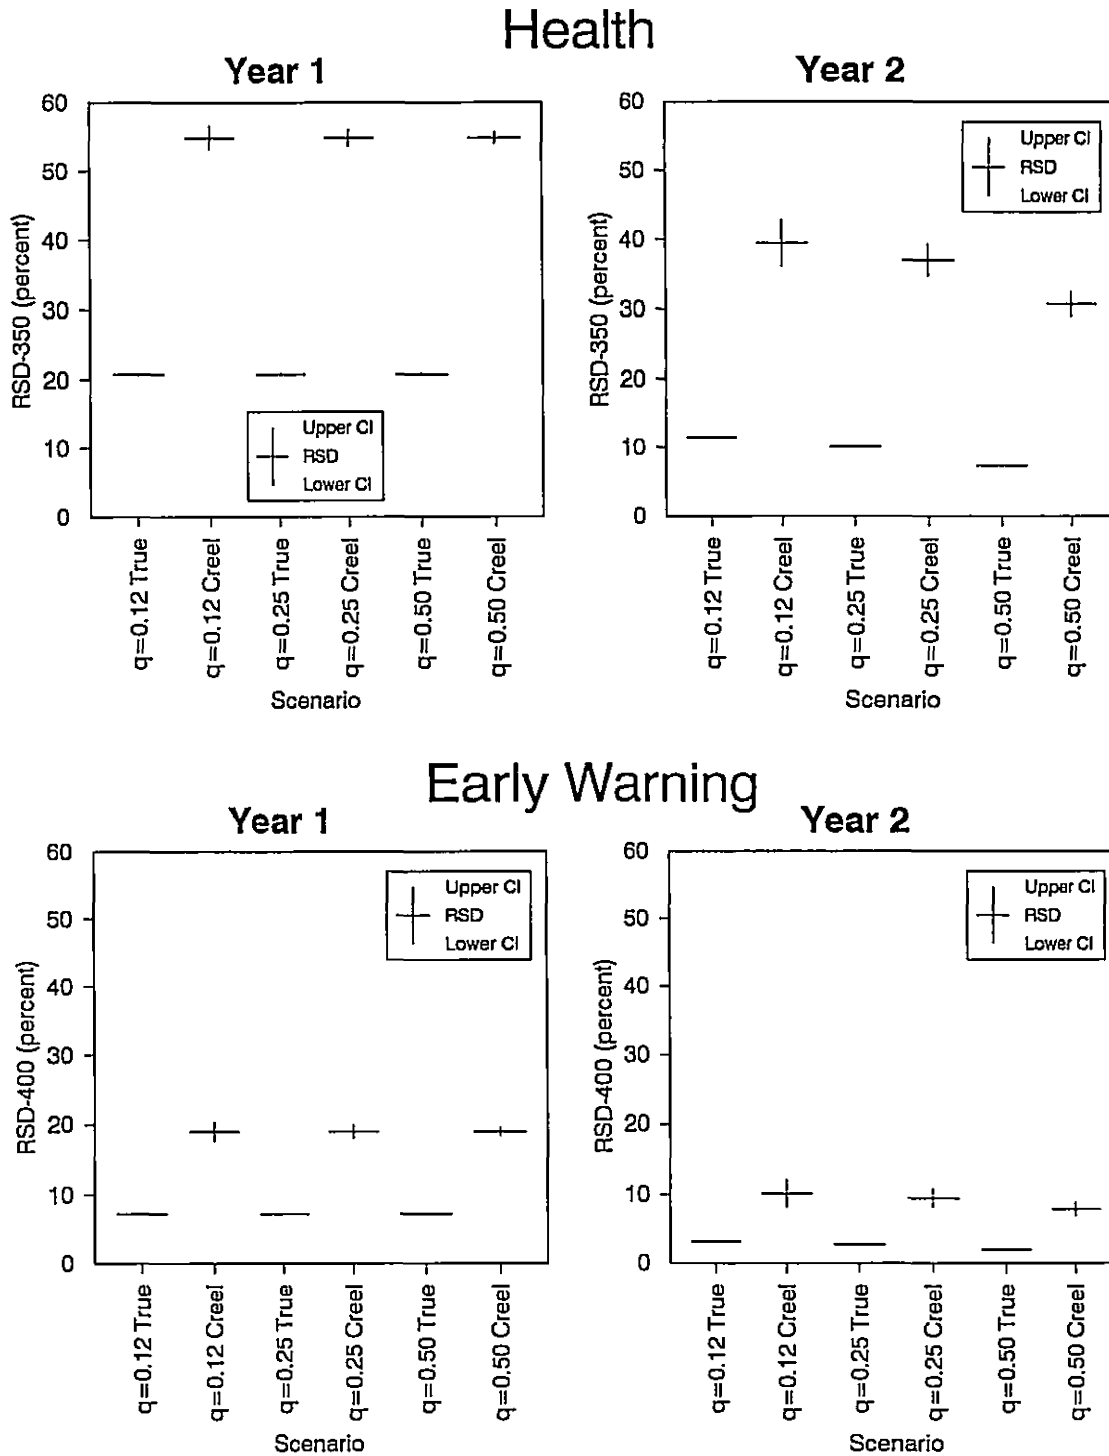 Health
Year 1
60
50
40
30
20
10
0
RSD-350 (percent)
Upper CI
RSD
Lower CI
q=0.12 True
q=0.12 Creel
q=0.25 True
q=0.25 Creel
q=0.50 True
q=0.50 Creel
Scenario
Year 2
60
50
40
30
20
10
0
RSD-350 (percent)
Upper CI
RSD
Lower CI
q=0.12 True
q=0.12 Creel
q=0.25 True
q=0.25 Creel
q=0.50 True
q=0.50 Creel
Scenario
Early Warning
Year 1
60
50
40
30
20
10
0
RSD-400 (percent)
Upper CI
RSD
Lower CI
q=0.12 True
q=0.12 Creel
q=0.25 True
q=0.25 Creel
q=0.50 True
q=0.50 Creel
Scenario
Year 2
60
50
40
30
20
10
0
RSD-400 (percent)
Upper CI
RSD
Lower CI
q=0.12 True
q=0.12 Creel
q=0.25 True
q=0.25 Creel
q=0.50 True
q=0.50 Creel
Scenario